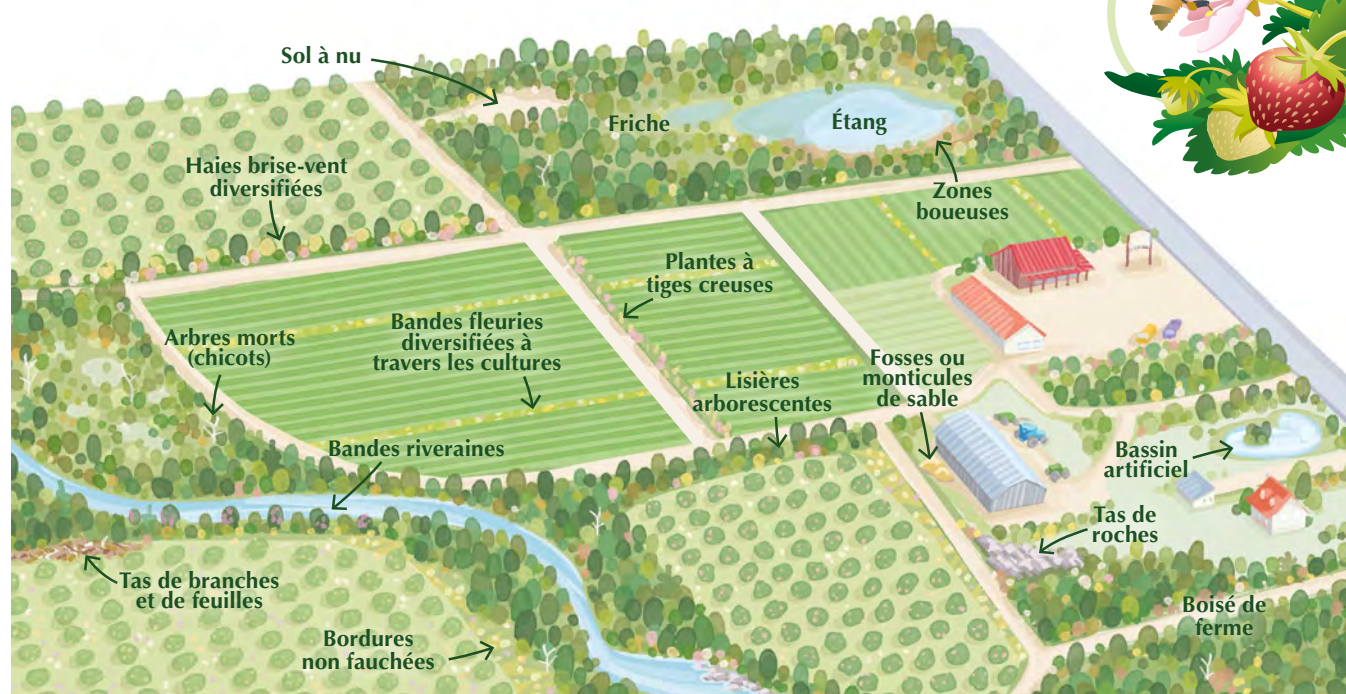 Sol à nu
Friche
Étang
Haies brise-vent
diversifiées
Zones
boueuses
Plantes à
tiges creuses
Arbres morts
(chicots)
Bandes fleuries
diversifiées à
travers les cultures
Fosses ou
monticules
de sable
Lisières
arborescentes
Bandes riveraines
Bassin
artificiel
Tas de
roches
Tas de branches
et de feuilles
Boisé de
ferme
Bordures
non fauchées